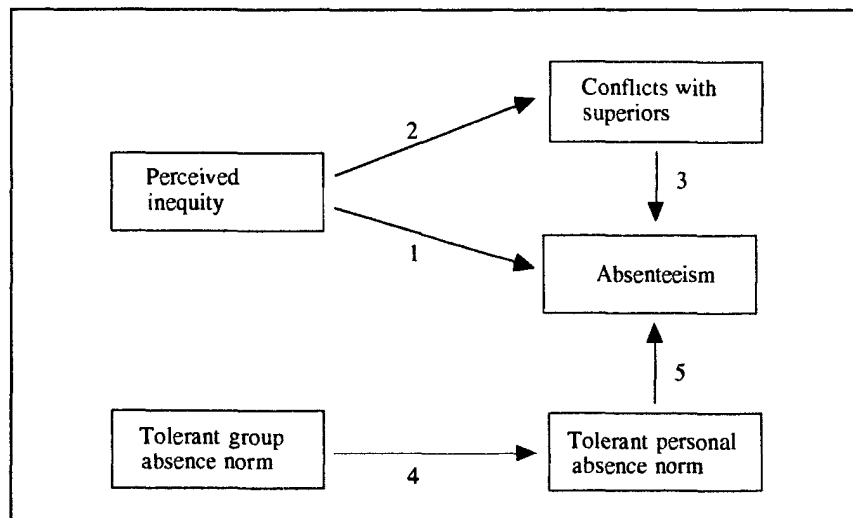 Conflicts with
superiors
2
Perceived
inequity
3
1
Absenteeism
5
Tolerant group
absence norm
4
Tolerant personal
absence norm